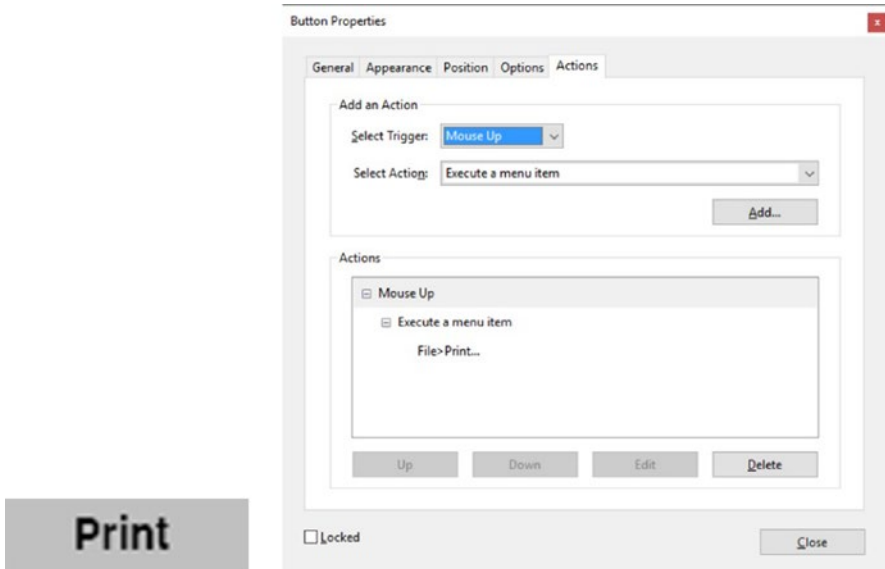 Button Properties
x
General Appearance Position Options Actions
Add an Action
Select Trigger: Mouse Up
Select Action: Execute a menu item
Add...
Actions
Mouse Up
Execute a menu item
File>Print...
Up Down Edit Delete
Print
Locked
Close